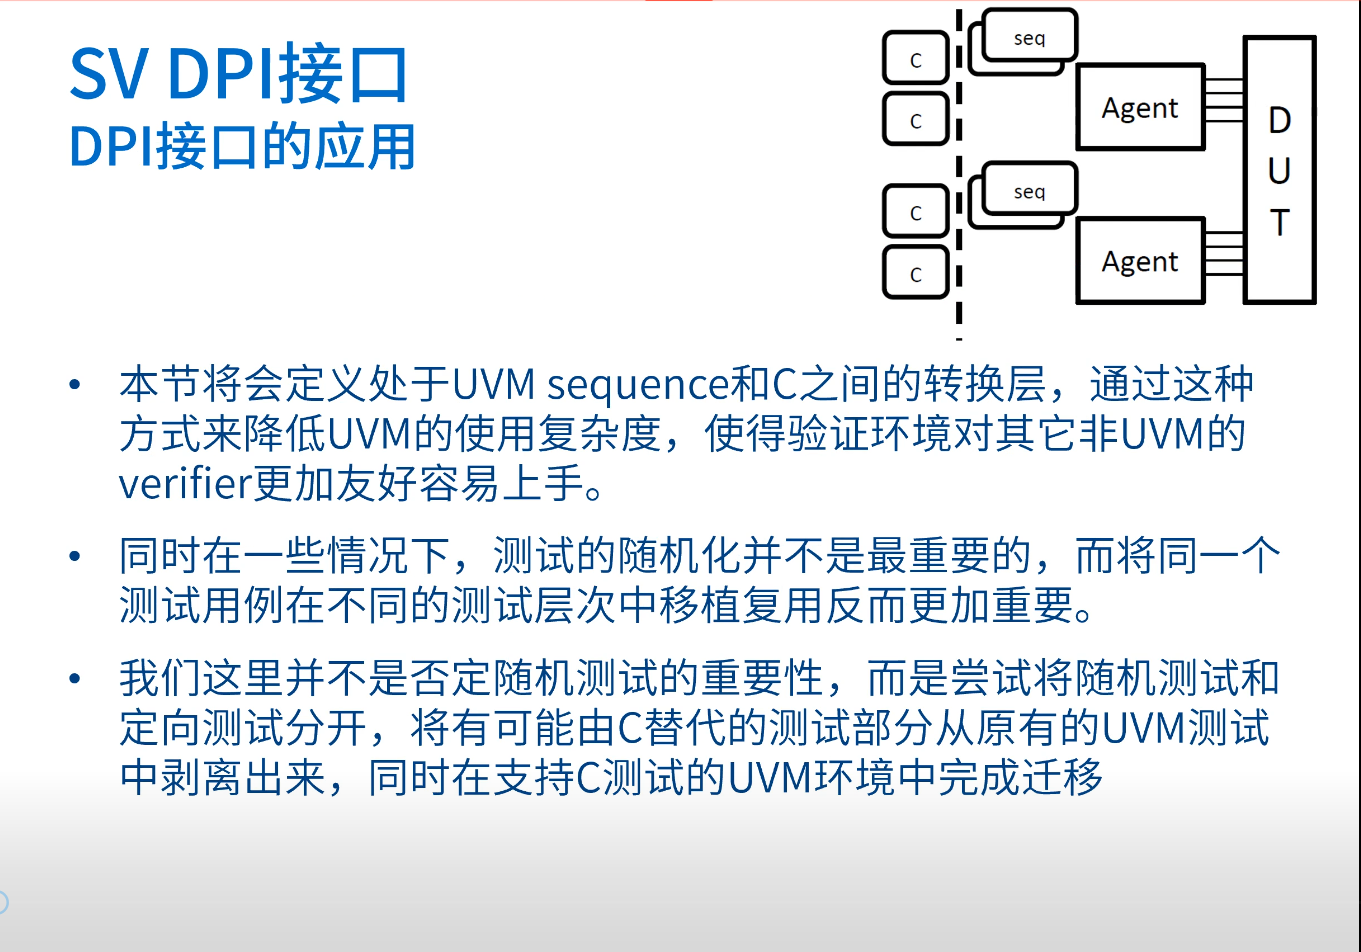 SV DPI接口
DPI接口的应用
C
C
C
C
seq
seq
Agent
Agent
D
U
T
• 本节将会定义处于UVM sequence和C之间的转换层，通过这种
方式来降低UVM的使用复杂度，使得验证环境对其它非UVM的
verifier更加友好容易上手。
• 同时在一些情况下，测试的随机化并不是最重要的，而将同一个
测试用例在不同的测试层次中移植复用反而更加重要。
• 我们这里并不是否定随机测试的重要性，而是尝试将随机测试和
定向测试分开，将有可能由C替代的测试部分从原有的UVM测试
中剥离出来，同时在支持C测试的UVM环境中完成迁移